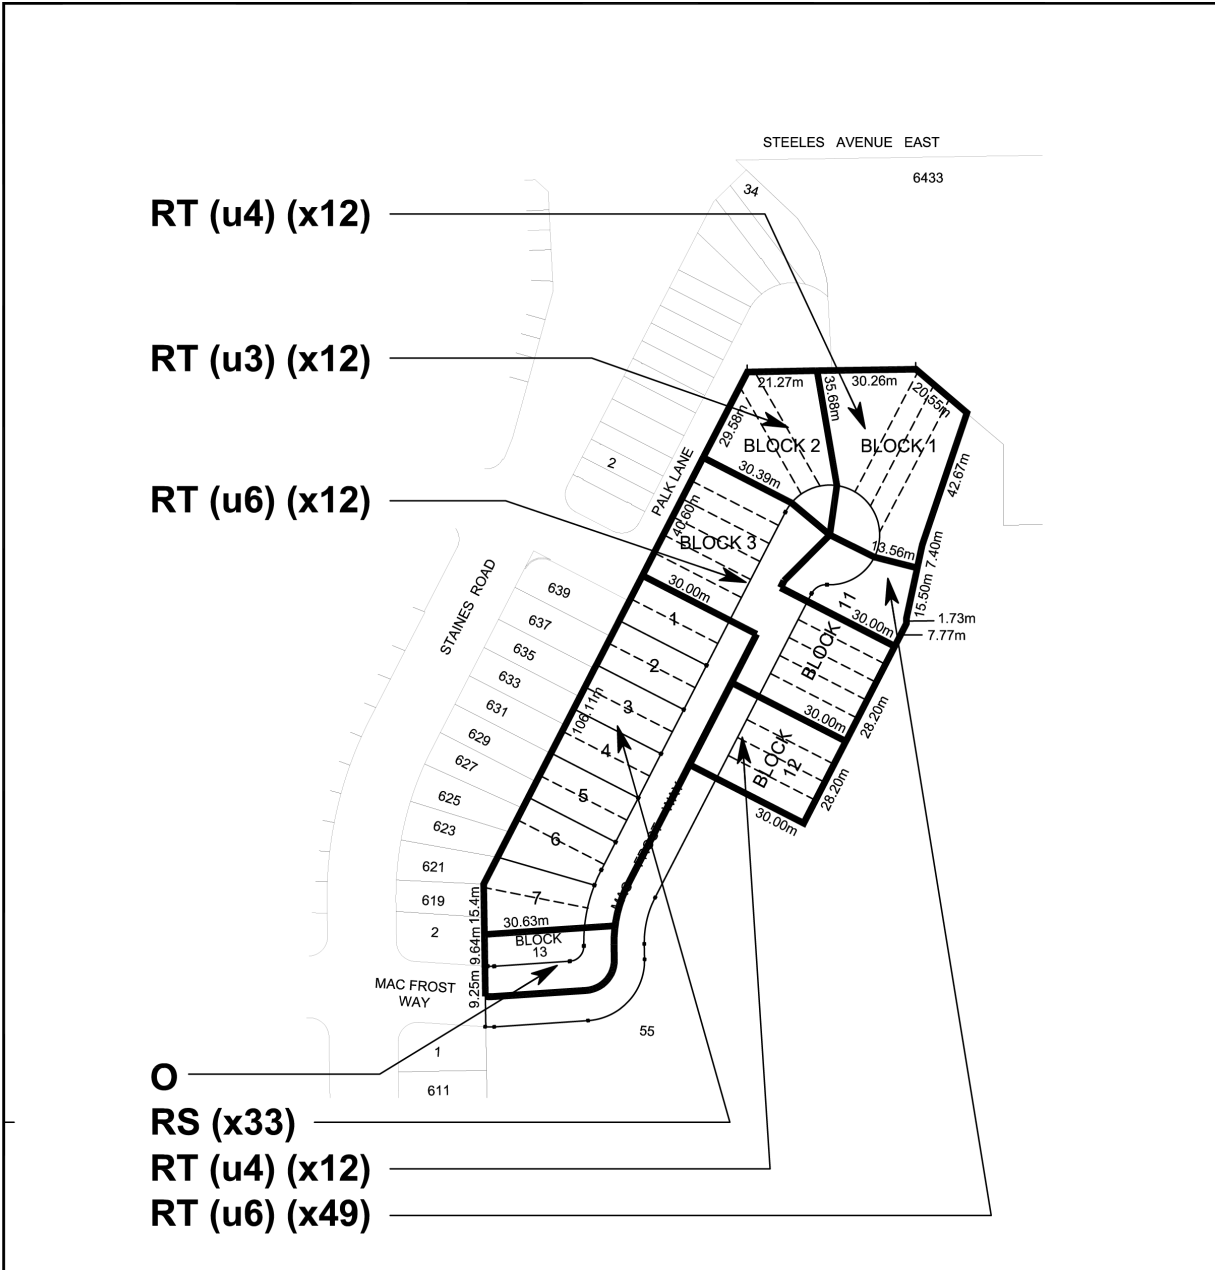 STEELES AVENUE EAST
6433
34
RT (u4) (x12)
RT (u3) (x12)
21.27m
30.26m
35.68m
20.55m
29.58m
BLOCK 2
BLOCK 1
PALK LANE
2
30.39m
42.67m
RT (u6) (x12)
40.60m
BLOCK 3
13.56m
7.40m
STAINES ROAD
30.00m
15.50m
639
1
BLOCK 11
30.00m
1.73m
637
7.77m
635
2
633
631
3
106.11m
30.00m
28.20m
629
4
BLOCK
12
627
5
28.20m
625
30.00m
623
6
MAC FROST WAY
621
619
15.4m
7
30.63m
2
9.64m
BLOCK
13
9.25m
MAC FROST
WAY
55
1
O
611
RS (x33)
RT (u4) (x12)
RT (u6) (x49)